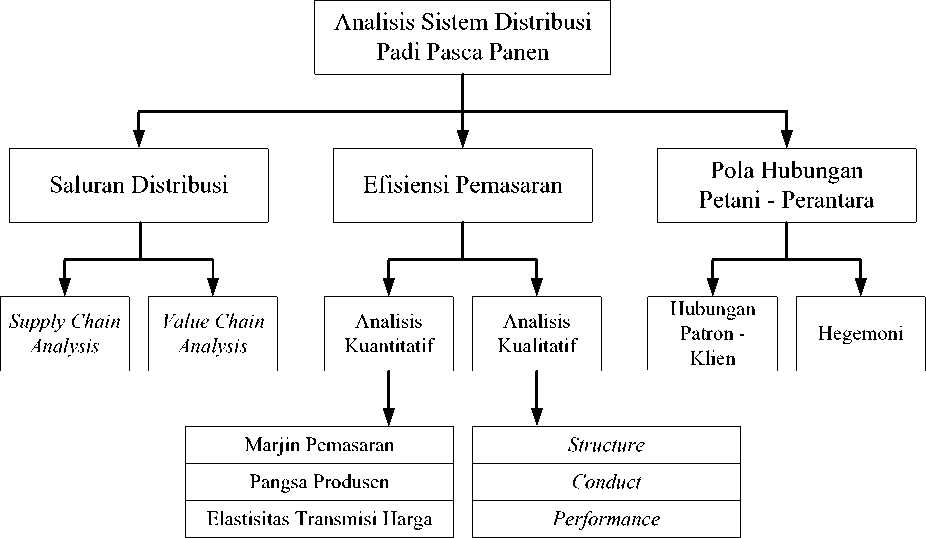 Analisis Sistem Distribusi
Padi Pasca Panen
Saluran Distribusi
Efisiensi Pemasaran
Pola Hubungan
Petani - Perantara
Supply Chain
Analysis
Value Chain
Analysis
Analisis
Kuantitatif
Analisis
Kualitatif
Hubungan
Patron -
Klien
Hegemoni
Marjin Pemasaran
Pangsa Produsen
Elastisitas Transmisi Harga
Structure
Conduct
Performance